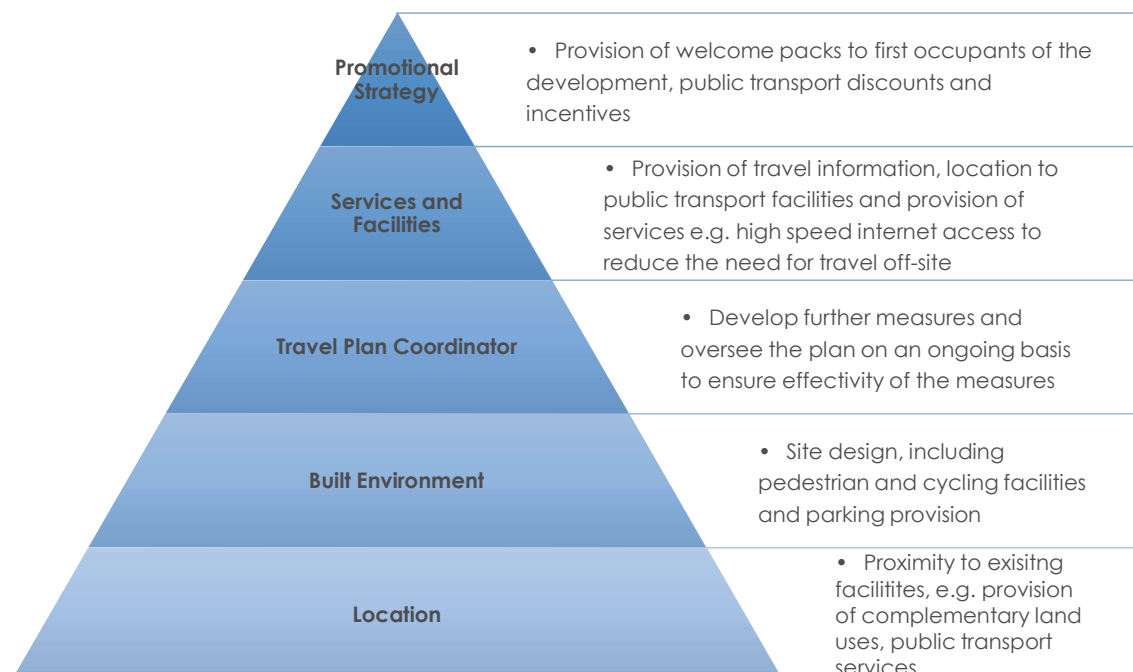 Promotional
Strategy
• Provision of welcome packs to first occupants of the
development, public transport discounts and
incentives
Services and
Facilities
• Provision of travel information, location to
public transport facilities and provision of
services e.g. high speed internet access to
reduce the need for travel off-site
Travel Plan Coordinator
• Develop further measures and
oversee the plan on an ongoing basis
to ensure effectivity of the measures
Built Environment
• Site design, including
pedestrian and cycling facilities
and parking provision
Location
• Proximity to exisitng
facilitites, e.g. provision
of complementary land
uses, public transport
services